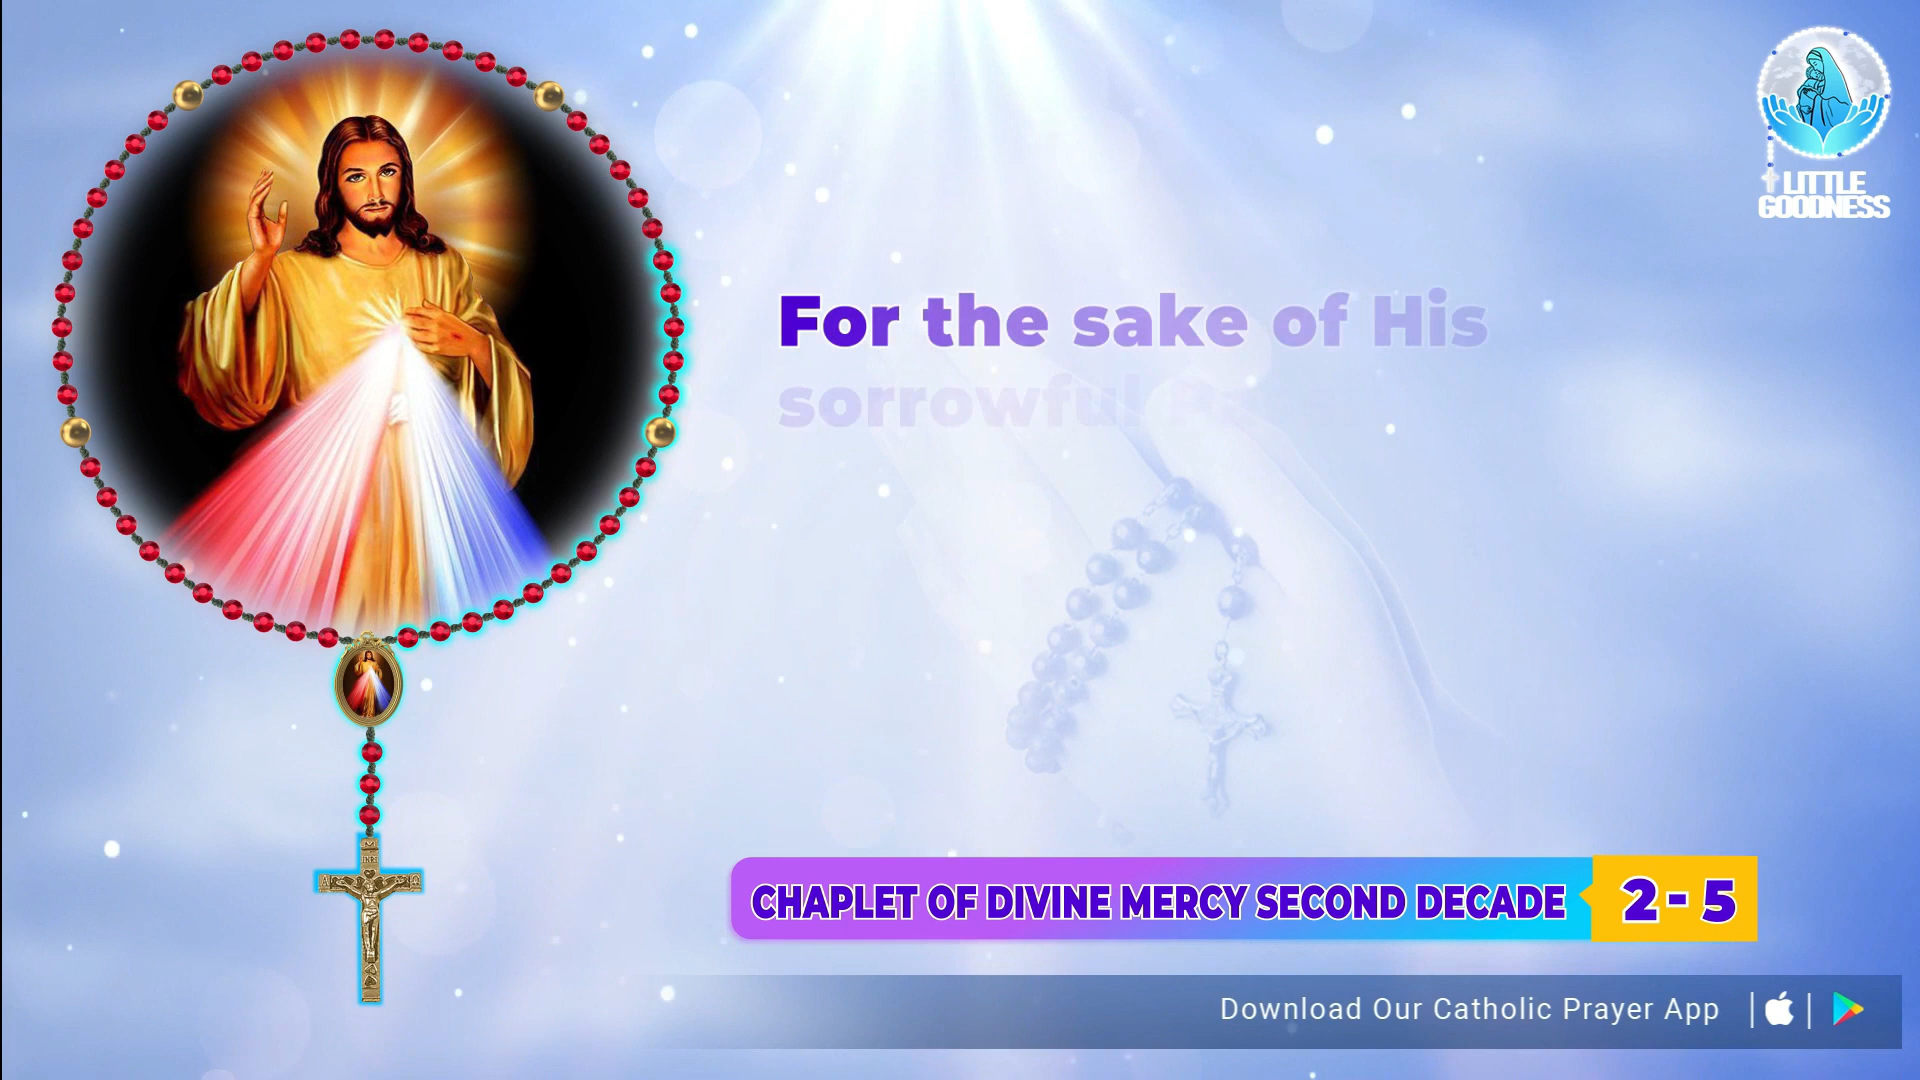 For the sake of His
sorrowful
LITTLE
GOODNESS
INRI
CHAPLET OF DIVINE MERCY SECOND DECADE
2 - 5
Download Our Catholic Prayer App